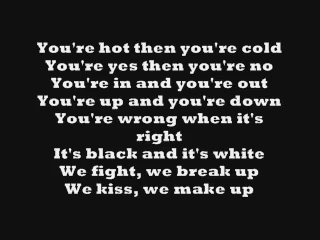 You're hot then you're cold
You're yes then you're no
You're in and you're out
You're up and you're down
You're wrong when it's
right
It's black and it's white
We fight, we break up
We kiss, we make up